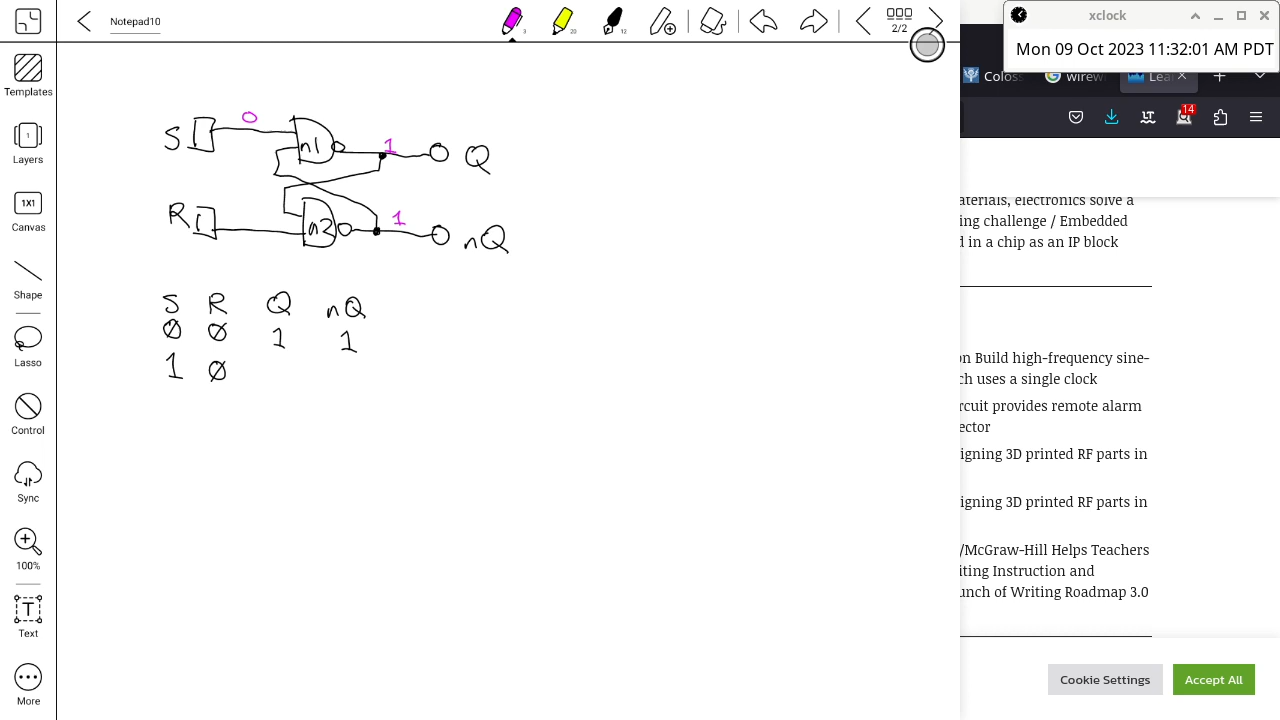 Notepad10
3
20
12
2/2
xclock
Mon 09 Oct 2023 11:32:01 AM PDT
Colos
wirew
Lear
14
Templates
1
Layers
1X1
Canvas
Shape
Lasso
Control
Sync
100%
T
Text
More
S 0 n1 1 Q
R n2 1 nQ
S R Q nQ
0 0 1 1
1 0
aterials, electronics solve a
ing challenge / Embedded
d in a chip as an IP block
on Build high-frequency sine-
ch uses a single clock
rcuit provides remote alarm
ector
igning 3D printed RF parts in
igning 3D printed RF parts in
/McGraw-Hill Helps Teachers
iting Instruction and
unch of Writing Roadmap 3.0
Cookie Settings
Accept All